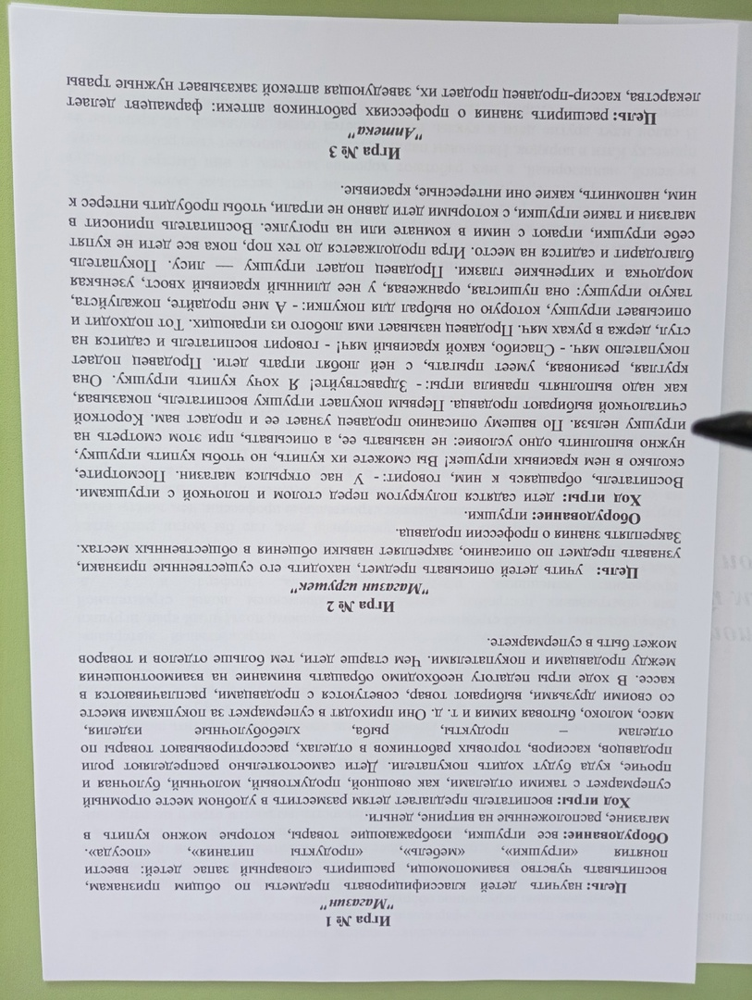 Игра № 1
"Магазин"
Цель: научить детей классифицировать предметы по общим признакам,
воспитывать чувство взаимопомощи, расширить словарный запас детей: ввести
понятия «игрушки», «мебель», «продукты питания», «посуда».
Оборудование: все игрушки, изображающие товары, которые можно купить в
магазине, расположенные на витрине, деньги.
Ход игры: воспитатель предлагает детям разместить в удобном месте огромный
супермаркет с такими отделами, как овощной, продуктовый, молочный, булочная и
прочие, куда будут ходить покупатели. Дети самостоятельно распределяют роли
продавцов, кассиров, торговых работников в отделах, рассортировывают товары по
отделам – продукты, рыба, хлебобулочные изделия,
мясо, молоко, бытовая химия и т. д. Они приходят в супермаркет за покупками вместе
со своими друзьями, выбирают товар, советуются с продавцами, расплачиваются в
кассе. В ходе игры педагогу необходимо обращать внимание на взаимоотношения
между продавцами и покупателями. Чем старше дети, тем больше отделов и товаров
может быть в супермаркете.
Игра № 2
"Магазин игрушек"
Цель: учить детей описывать предмет, находить его существенные признаки,
узнавать предмет по описанию, закрепляет навыки общения в общественных местах.
Закреплять знания о профессии продавца.
Оборудование: игрушки.
Ход игры: дети садятся полукругом перед столом и полочкой с игрушками.
Воспитатель, обращаясь к ним, говорит: - У нас открылся магазин. Посмотрите,
сколько в нем красивых игрушек! Вы сможете их купить, но чтобы купить игрушку,
нужно выполнить одно условие: не называть ее, а описывать, при этом смотреть на
игрушку нельзя. По вашему описанию продавец узнает ее и продаст вам. Короткой
считалочкой выбирают продавца. Первым покупает игрушку воспитатель, показывая,
как надо выполнять правила игры: - Здравствуйте! Я хочу купить игрушку. Она
круглая, резиновая, умеет прыгать, с ней любят играть дети. Продавец подает
покупателю мяч. - Спасибо, какой красивый мяч! - говорит воспитатель и садится на
стул, держа в руках мяч. Продавец называет имя любого из играющих. Тот подходит и
описывает игрушку, которую он выбрал для покупки: - А мне продайте, пожалуйста,
такую игрушку: она пушистая, оранжевая, у нее длинный красивый хвост, узенькая
мордочка и хитренькие глазки. Продавец подает игрушку — лису. Покупатель
благодарит и садится на место. Игра продолжается до тех пор, пока все дети не купят
себе игрушки, играют с ними в комнате или на прогулке. Воспитатель приносит в
магазин и такие игрушки, с которыми дети давно не играли, чтобы пробудить интерес к
ним, напомнить, какие они интересные, красивые.
Игра № 3
"Аптека"
Цель: расширить знания о профессиях работников аптеки: фармацевт делает
лекарства, кассир-продавец продает их, заведующая аптекой заказывает нужные травы